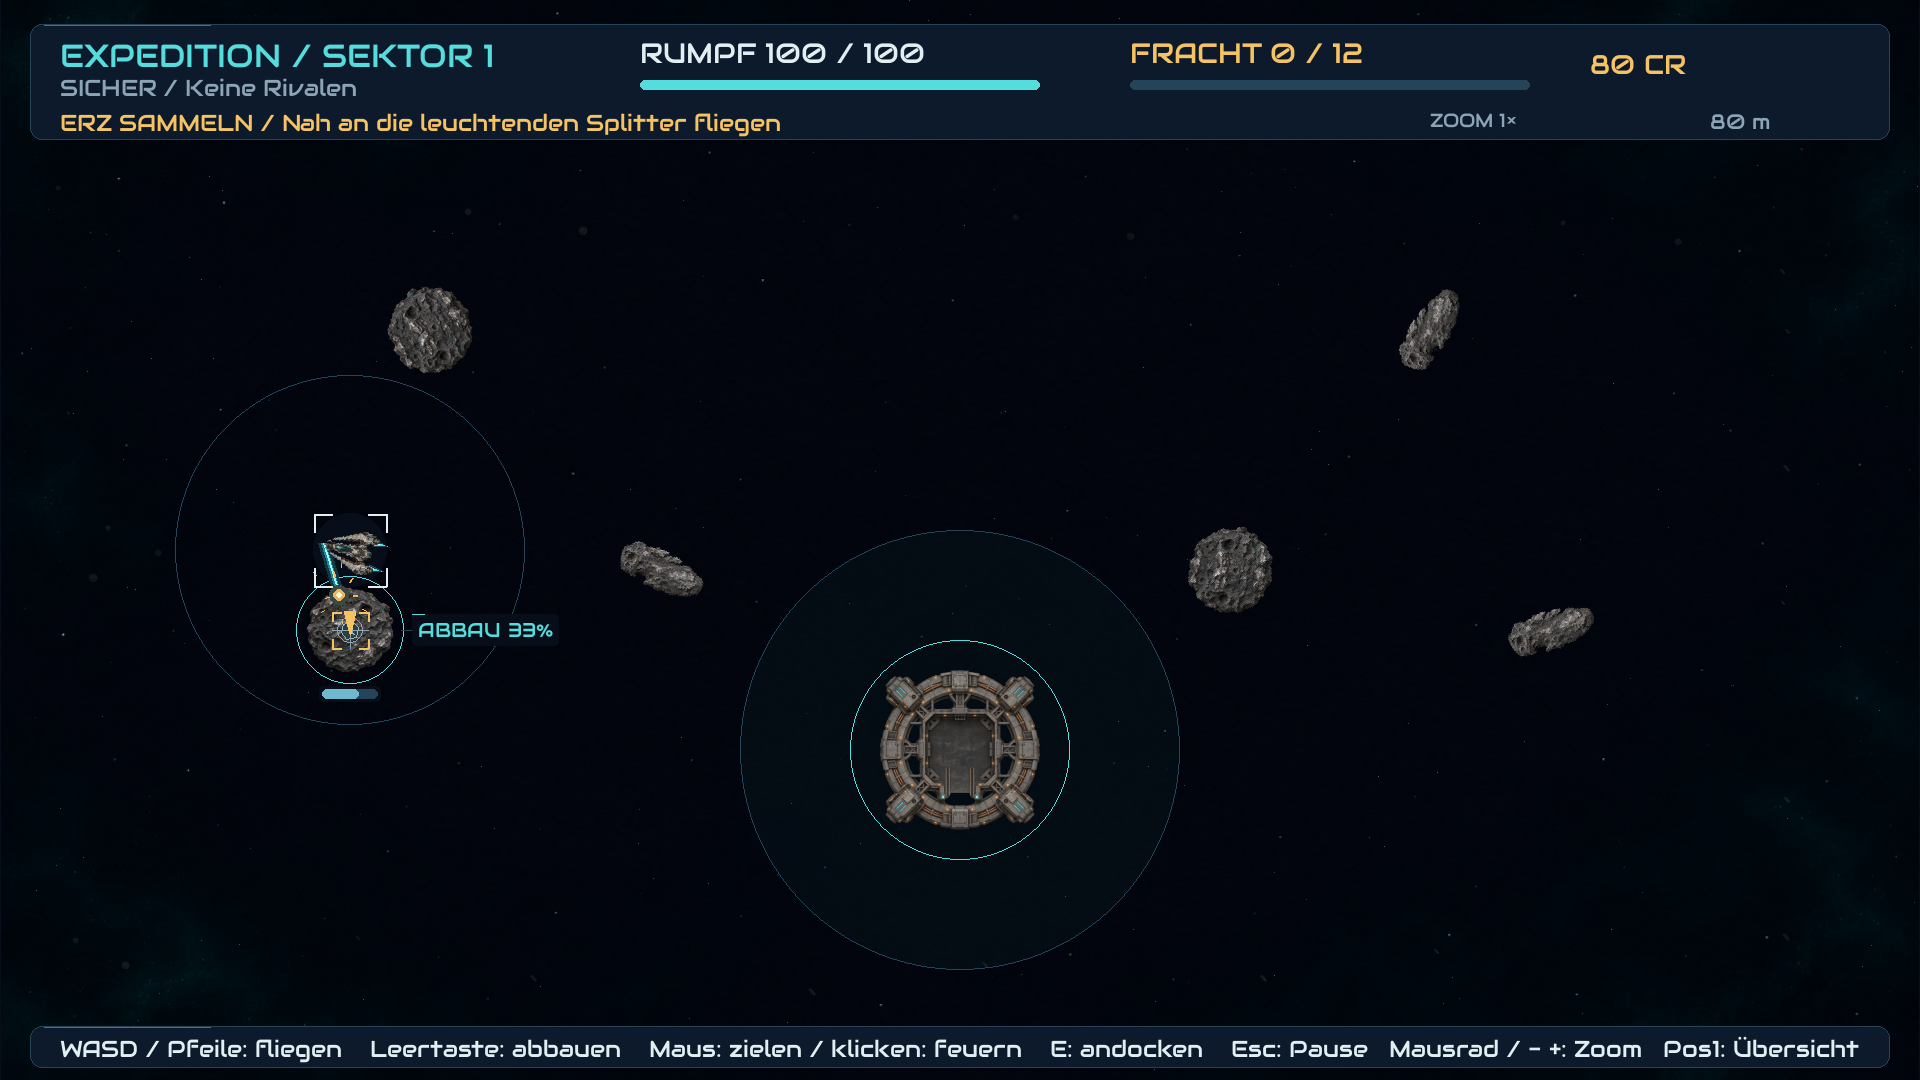 EXPEDITION / SEKTOR 1
SICHER / Keine Rivalen
ERZ SAMMELN / Nah an die leuchtenden Splitter fliegen
RUMPF 100 / 100
FRACHT 0 / 12
80 CR
ZOOM 1×
80 m
ABBAU 33%
WASD / Pfeile: fliegen Leertaste: abbauen Maus: zielen / klicken: feuern E: andocken Esc: Pause Mausrad / - +: Zoom Pos1: Übersicht